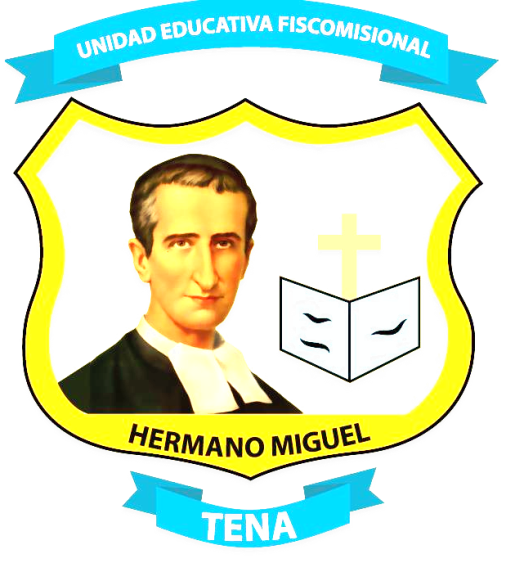 UNIDAD EDUCATIVA FISCOMISIONAL
HERMANO MIGUEL
TENA